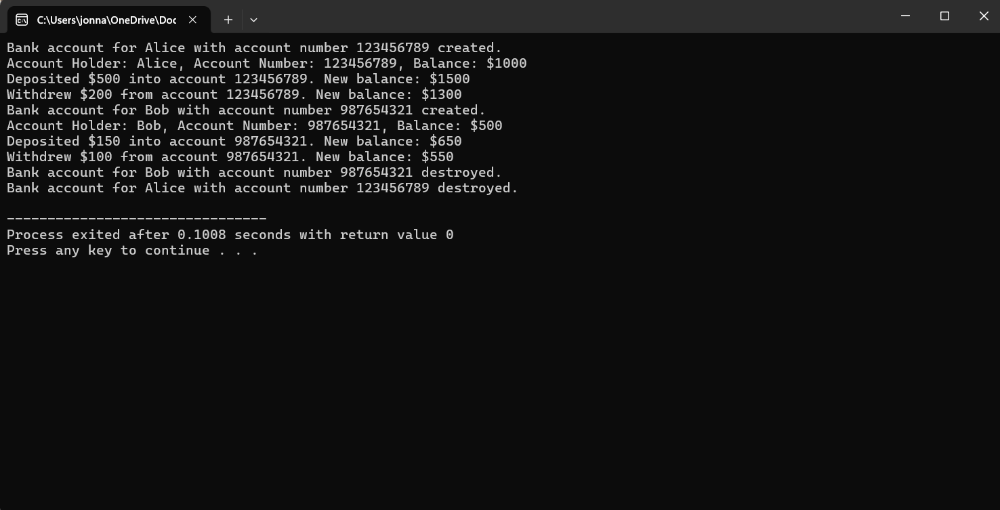 C:\Users\jonna\OneDrive\Doc
Bank account for Alice with account number 123456789 created.
Account Holder: Alice, Account Number: 123456789, Balance: $1000
Deposited $500 into account 123456789. New balance: $1500
Withdrew $200 from account 123456789. New balance: $1300
Bank account for Bob with account number 987654321 created.
Account Holder: Bob, Account Number: 987654321, Balance: $500
Deposited $150 into account 987654321. New balance: $650
Withdrew $100 from account 987654321. New balance: $550
Bank account for Bob with account number 987654321 destroyed.
Bank account for Alice with account number 123456789 destroyed.
--------------------------------
Process exited after 0.1008 seconds with return value 0
Press any key to continue . . .